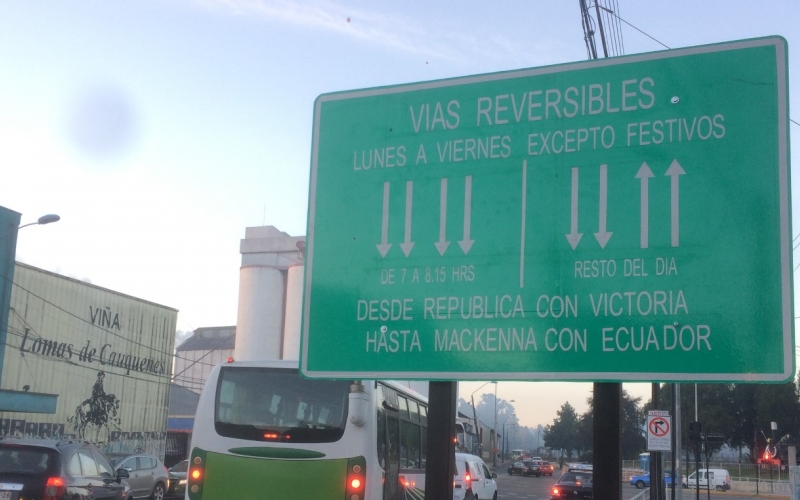 VIAS REVERSIBLES
LUNES A VIERNES EXCEPTO FESTIVOS
DE 7 A 8.15 HRS
RESTO DEL DIA
DESDE REPUBLICA CON VICTORIA
HASTA MACKENNA CON ECUADOR
VIÑA
Lomas de Cauquenes